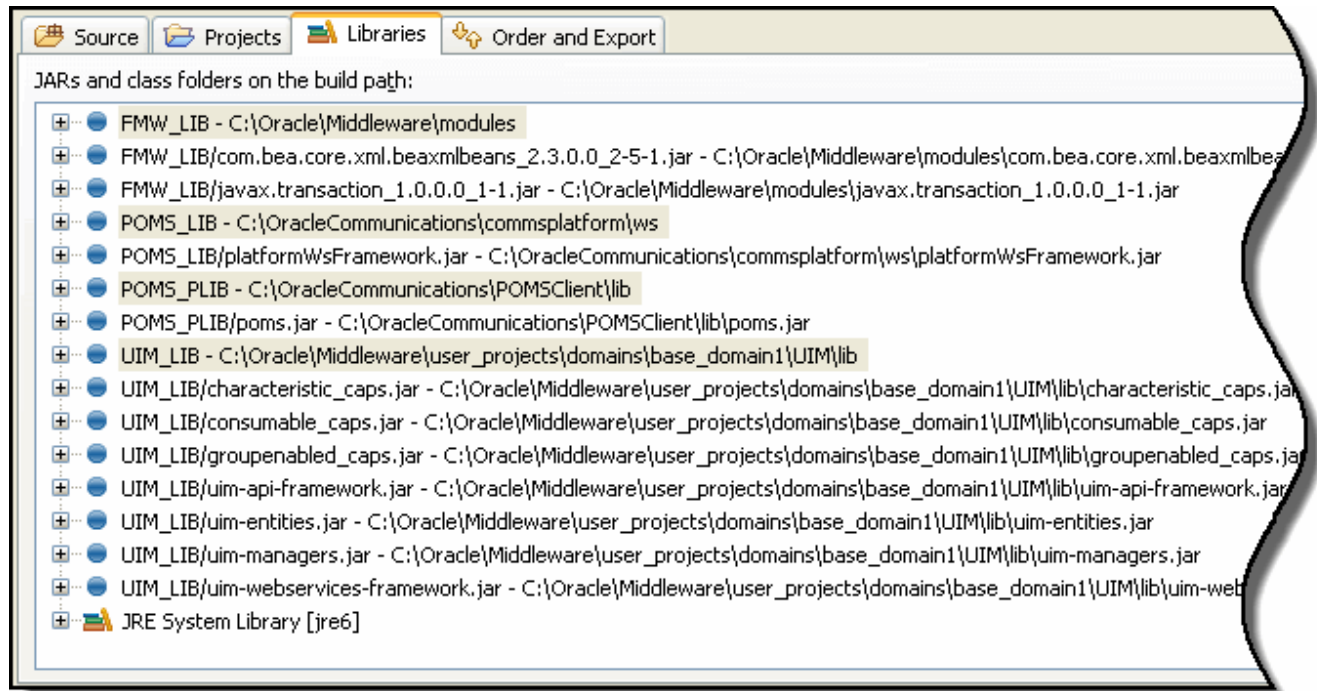 Source Projects Libraries Order and Export
JARs and class folders on the build path:
FMW_LIB - C:\Oracle\Middleware\modules
FMW_LIB/com.bea.core.xml.beaxmlbeans_2.3.0.0_2-5-1.jar - C:\Oracle\Middleware\modules\com.bea.core.xml.beaxmlbea
FMW_LIB/javax.transaction_1.0.0.0_1-1.jar - C:\Oracle\Middleware\modules\javax.transaction_1.0.0.0_1-1.jar
POMS_LIB - C:\OracleCommunications\commsplatform\ws
POMS_LIB/platformWsFramework.jar - C:\OracleCommunications\commsplatform\ws\platformWsFramework.jar
POMS_PLIB - C:\OracleCommunications\POMSClient\lib
POMS_PLIB/poms.jar - C:\OracleCommunications\POMSClient\lib\poms.jar
UIM_LIB - C:\Oracle\Middleware\user_projects\domains\base_domain1\UIM\lib
UIM_LIB/characteristic_caps.jar - C:\Oracle\Middleware\user_projects\domains\base_domain1\UIM\lib\characteristic_caps.jar
UIM_LIB/consumable_caps.jar - C:\Oracle\Middleware\user_projects\domains\base_domain1\UIM\lib\consumable_caps.jar
UIM_LIB/groupenabled_caps.jar - C:\Oracle\Middleware\user_projects\domains\base_domain1\UIM\lib\groupenabled_caps.jar
UIM_LIB/uim-api-framework.jar - C:\Oracle\Middleware\user_projects\domains\base_domain1\UIM\lib\uim-api-framework.jar
UIM_LIB/uim-entities.jar - C:\Oracle\Middleware\user_projects\domains\base_domain1\UIM\lib\uim-entities.jar
UIM_LIB/uim-managers.jar - C:\Oracle\Middleware\user_projects\domains\base_domain1\UIM\lib\uim-managers.jar
UIM_LIB/uim-webservices-framework.jar - C:\Oracle\Middleware\user_projects\domains\base_domain1\UIM\lib\uim-web
JRE System Library [jre6]